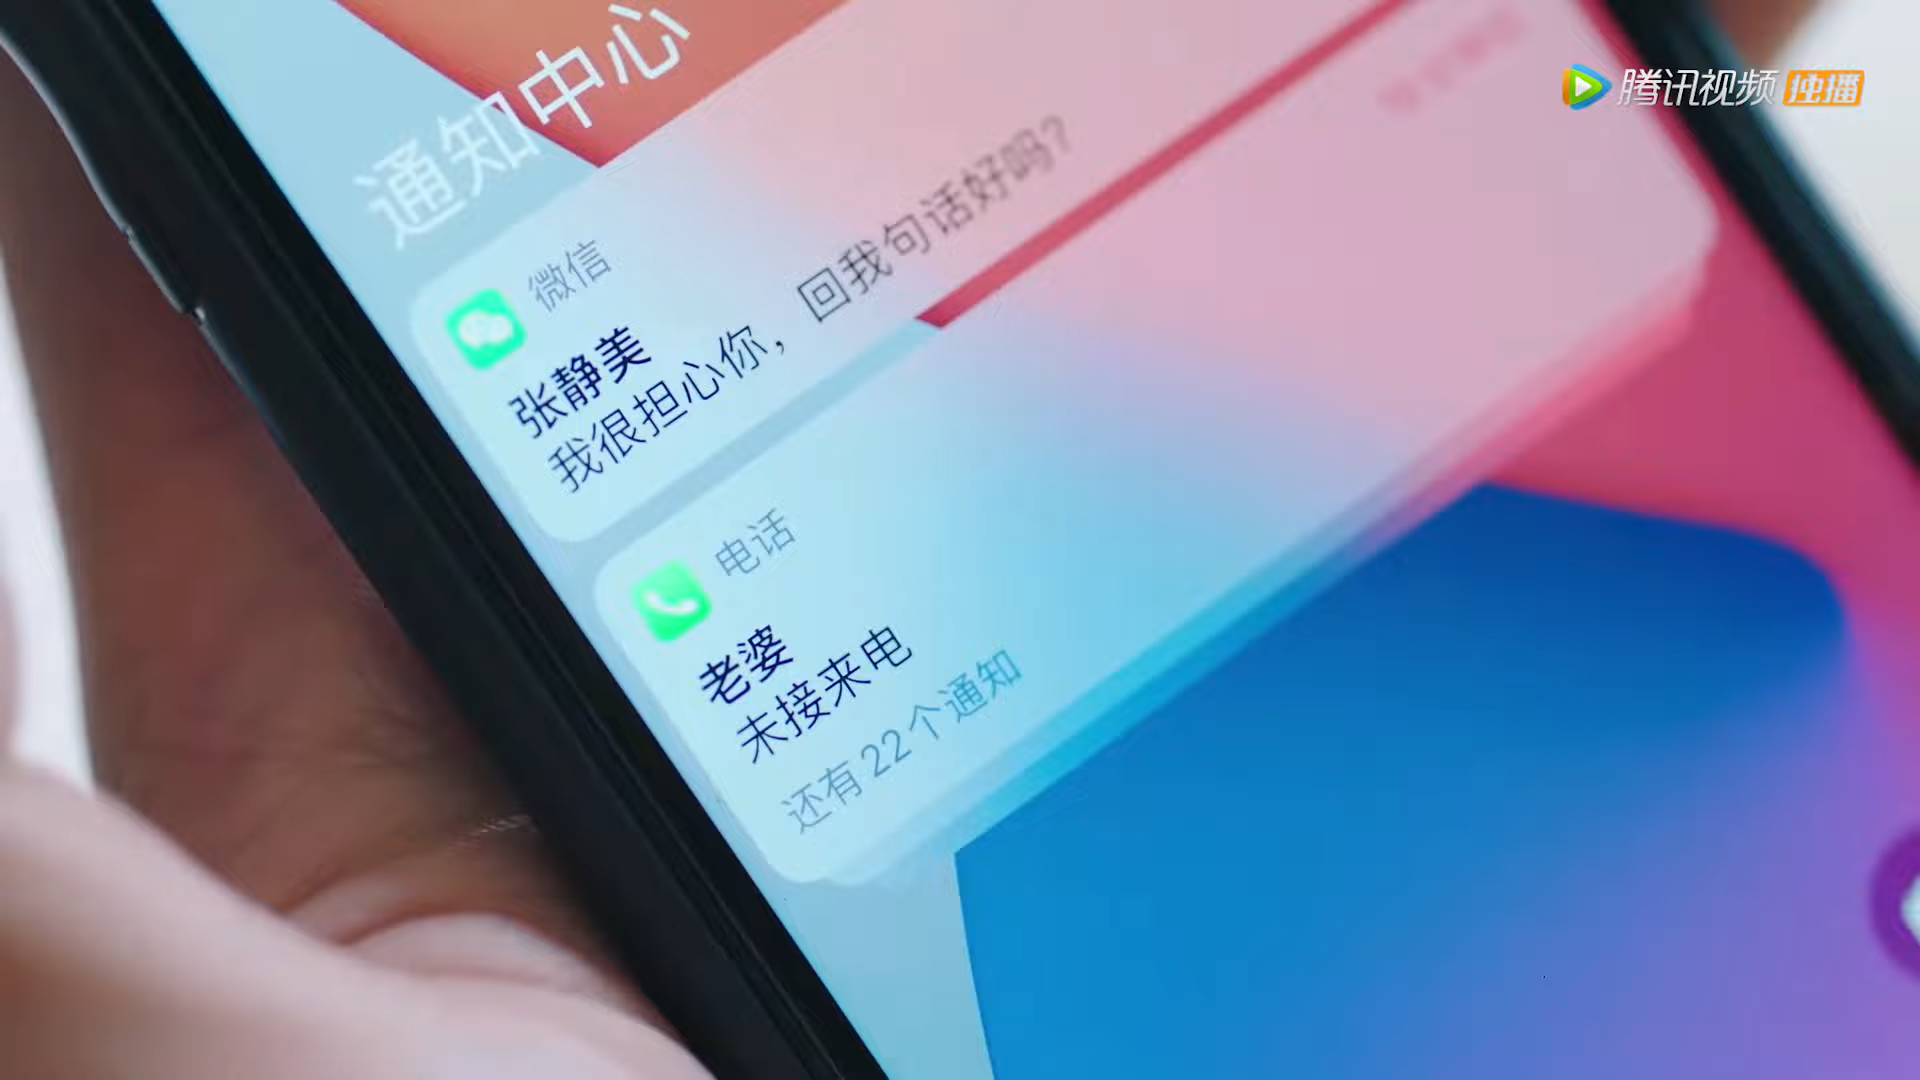 腾讯视频 独播
通知中心
微信
张静美
我很担心你，回我句话好吗？
电话
老婆
未接来电
还有 22 个通知